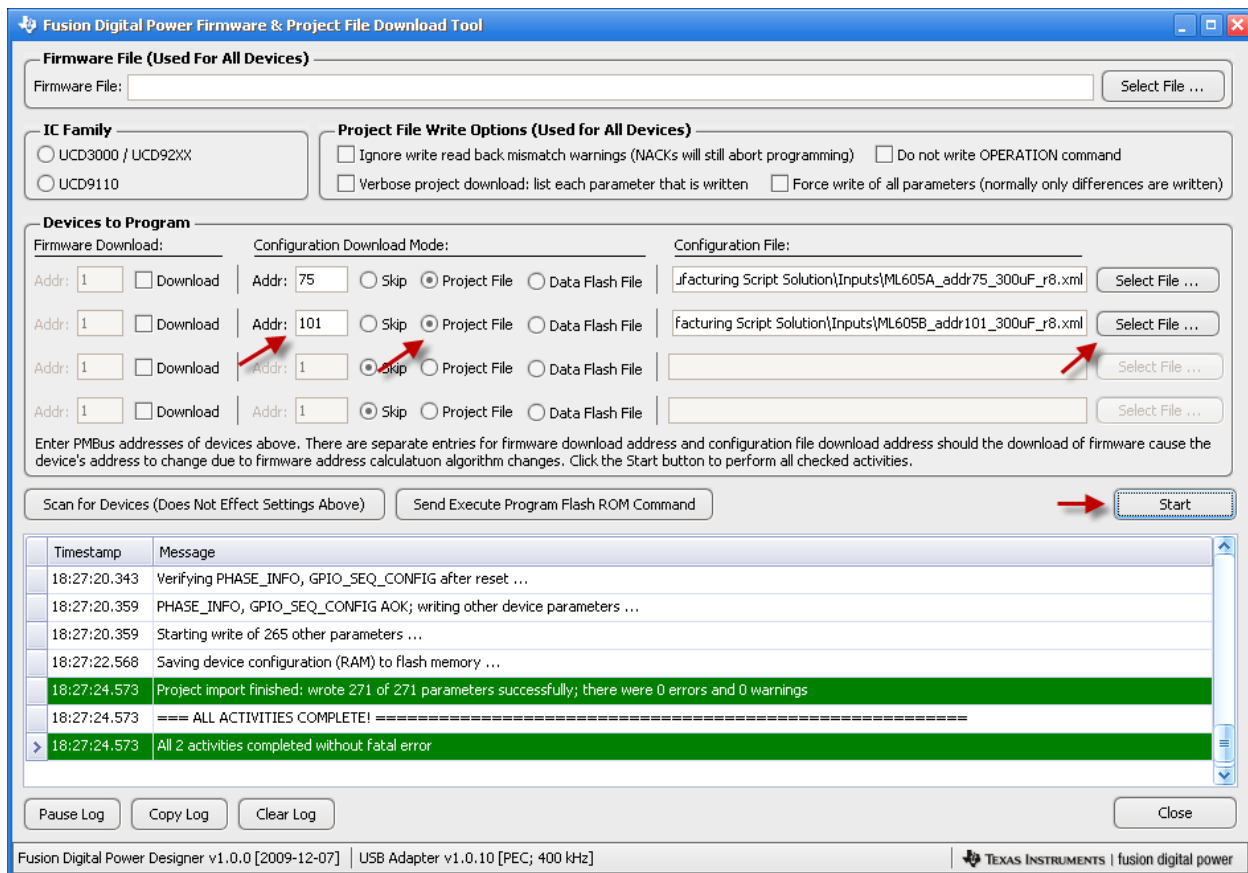 Fusion Digital Power Firmware & Project File Download Tool
Firmware File (Used For All Devices)
Firmware File: Select File ...
IC Family
UCD3000 / UCD92XX
UCD9110
Project File Write Options (Used for All Devices)
Ignore write read back mismatch warnings (NACKs will still abort programming) Do not write OPERATION command
Verbose project download: list each parameter that is written Force write of all parameters (normally only differences are written)
Devices to Program
Firmware Download: Configuration Download Mode: Configuration File:
Addr: 1 Download Addr: 75 Skip Project File Data Flash File ufacturing Script Solution\Inputs\ML605A_addr75_300uF_r8.xml Select File ...
Addr: 1 Download Addr: 101 Skip Project File Data Flash File facturing Script Solution\Inputs\ML605B_addr101_300uF_r8.xml Select File ...
Addr: 1 Download Addr: 1 Skip Project File Data Flash File Select File ...
Addr: 1 Download Addr: 1 Skip Project File Data Flash File Select File ...
Enter PMBus addresses of devices above. There are separate entries for firmware download address and configuration file download address should the download of firmware cause the
device's address to change due to firmware address calculatuon algorithm changes. Click the Start button to perform all checked activities.
Scan for Devices (Does Not Effect Settings Above) Send Execute Program Flash ROM Command Start
Timestamp Message
18:27:20.343 Verifying PHASE_INFO, GPIO_SEQ_CONFIG after reset ...
18:27:20.359 PHASE_INFO, GPIO_SEQ_CONFIG AOK; writing other device parameters ...
18:27:20.359 Starting write of 265 other parameters ...
18:27:22.568 Saving device configuration (RAM) to flash memory ...
18:27:24.573 Project import finished: wrote 271 of 271 parameters successfully; there were 0 errors and 0 warnings
18:27:24.573 === ALL ACTIVITIES COMPLETE! ========================================================
18:27:24.573 All 2 activities completed without fatal error
Pause Log Copy Log Clear Log Close
Fusion Digital Power Designer v1.0.0 [2009-12-07] USB Adapter v1.0.10 [PEC; 400 kHz] TEXAS INSTRUMENTS | fusion digital power